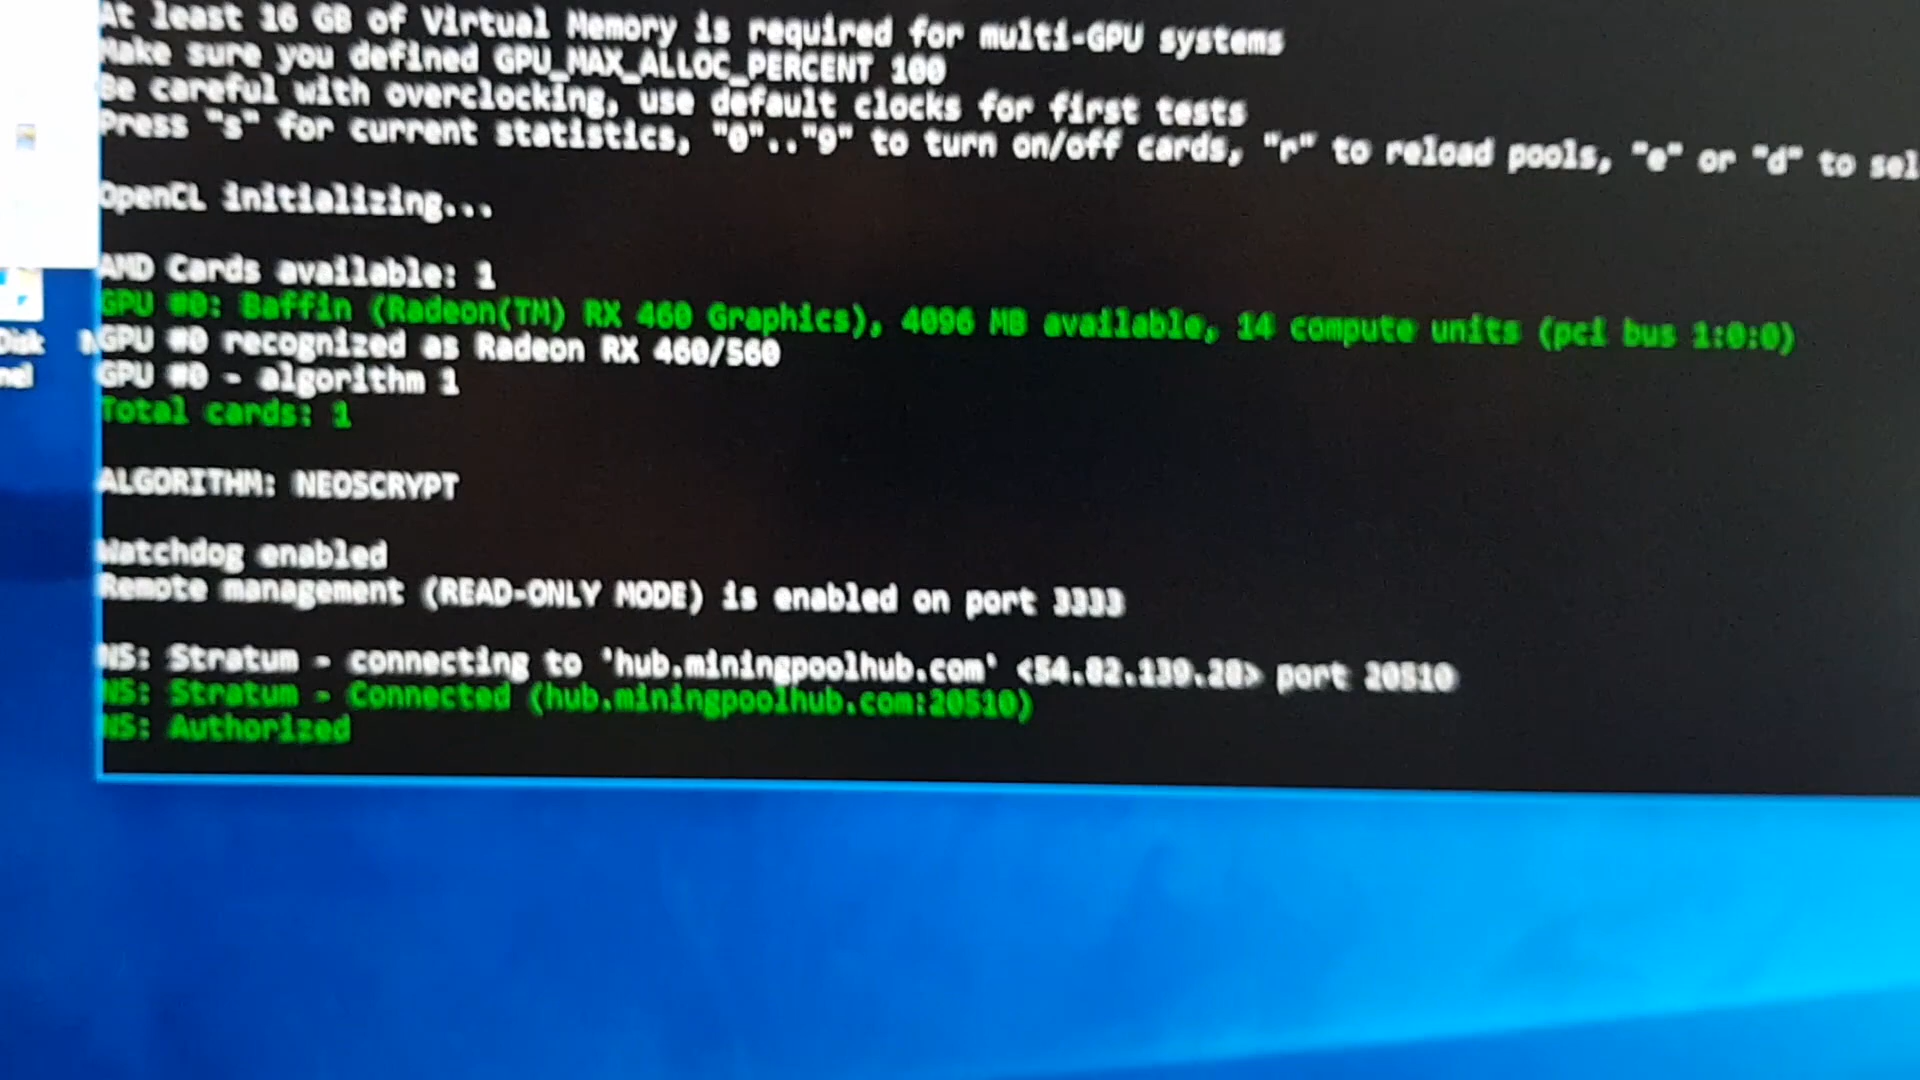 At least 16 GB of Virtual Memory is required for multi-GPU systems
Make sure you defined GPU_MAX_ALLOC_PERCENT 100
Be careful with overclocking, use default clocks for first tests
Press "s" for current statistics, "0".."9" to turn on/off cards, "r" to reload pools, "e" or "d" to sel
OpenCL initializing...
AMD Cards available: 1
GPU #0: Baffin (Radeon(TM) RX 460 Graphics), 4096 MB available, 14 compute units (pci bus 1:0:0)
GPU #0 recognized as Radeon RX 460/560
GPU #0 - algorithm 1
Total cards: 1
ALGORITHM: NEOSCRYPT
Watchdog enabled
Remote management (READ-ONLY MODE) is enabled on port 3333
NS: Stratum - connecting to 'hub.miningpoolhub.com' <54.82.139.28> port 20510
NS: Stratum - Connected (hub.miningpoolhub.com:20510)
NS: Authorized
Disk
nel